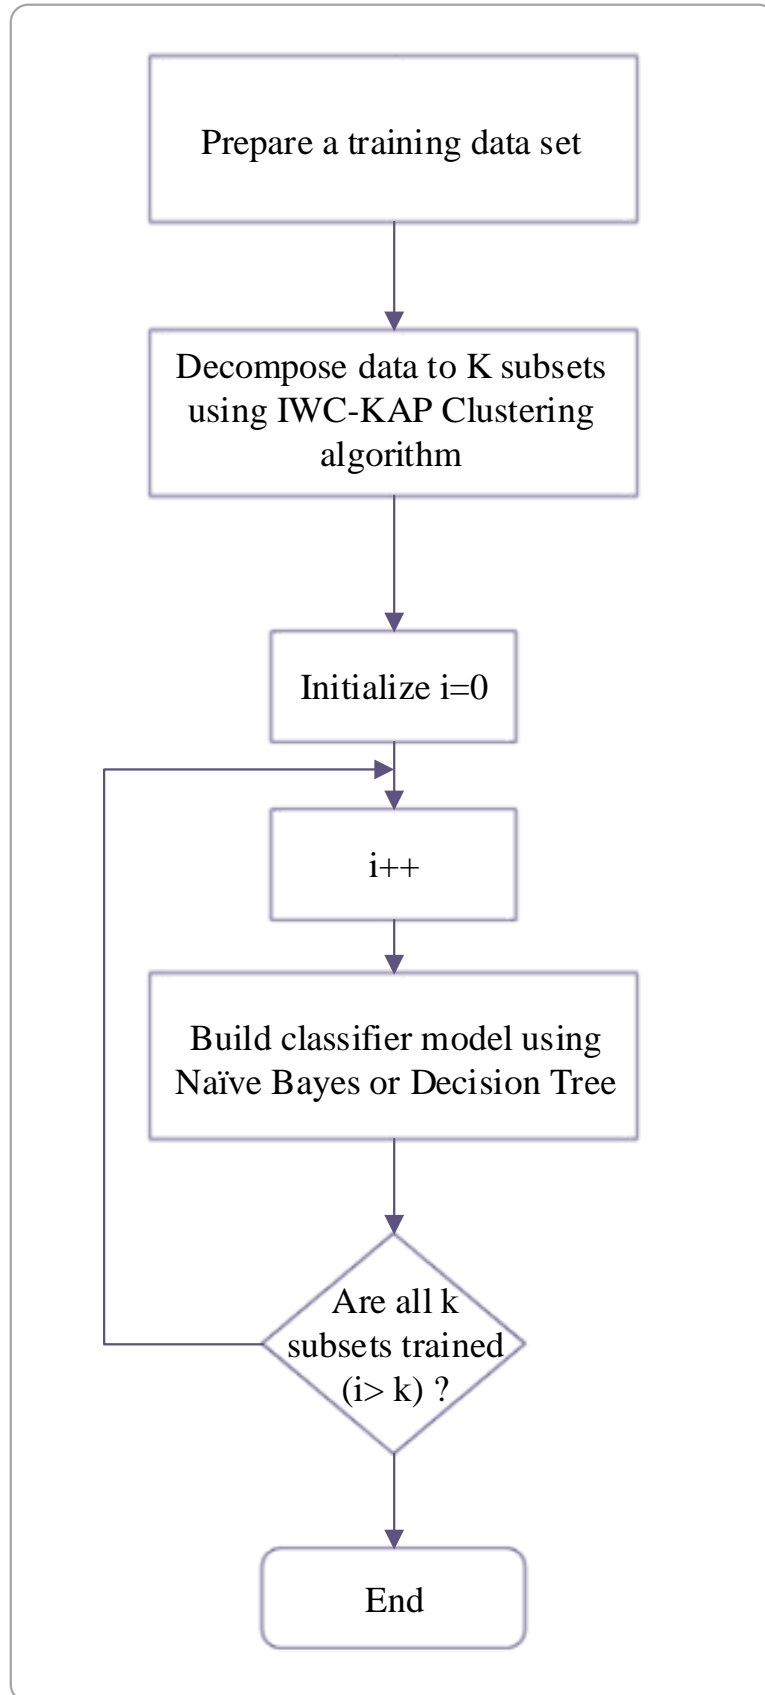 Prepare a training data set
Decompose data to K subsets
using IWC-KAP Clustering
algorithm
Initialize i=0
i++
Build classifier model using
Naïve Bayes or Decision Tree
Are all k
subsets trained
(i> k) ?
End